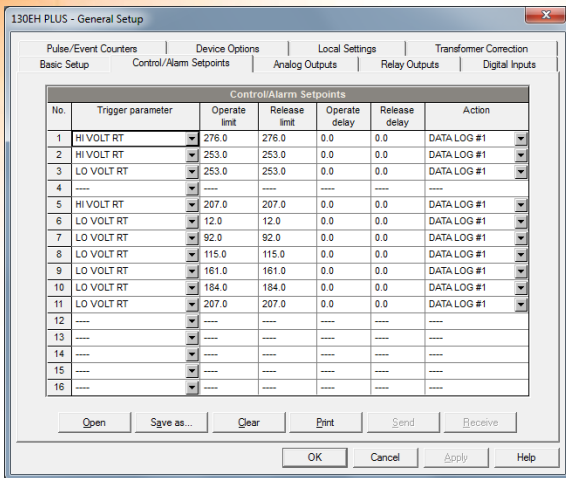 130EH PLUS - General Setup
Pulse/Event Counters Device Options Local Settings Transformer Correction
Basic Setup Control/Alarm Setpoints Analog Outputs Relay Outputs Digital Inputs
Control/Alarm Setpoints
No. Trigger parameter Operate limit Release limit Operate delay Release delay Action
1 HI VOLT RT 276.0 276.0 0.0 0.0 DATA LOG #1
2 HI VOLT RT 253.0 253.0 0.0 0.0 DATA LOG #1
3 LO VOLT RT 253.0 253.0 0.0 0.0 DATA LOG #1
4 ---- ---- ---- ---- ---- ----
5 HI VOLT RT 207.0 207.0 0.0 0.0 DATA LOG #1
6 LO VOLT RT 12.0 12.0 0.0 0.0 DATA LOG #1
7 LO VOLT RT 92.0 92.0 0.0 0.0 DATA LOG #1
8 LO VOLT RT 115.0 115.0 0.0 0.0 DATA LOG #1
9 LO VOLT RT 161.0 161.0 0.0 0.0 DATA LOG #1
10 LO VOLT RT 184.0 184.0 0.0 0.0 DATA LOG #1
11 LO VOLT RT 207.0 207.0 0.0 0.0 DATA LOG #1
12 ---- ---- ---- ---- ---- ----
13 ---- ---- ---- ---- ---- ----
14 ---- ---- ---- ---- ---- ----
15 ---- ---- ---- ---- ---- ----
16 ---- ---- ---- ---- ---- ----
Open Save as... Clear Print Send Receive
OK Cancel Apply Help